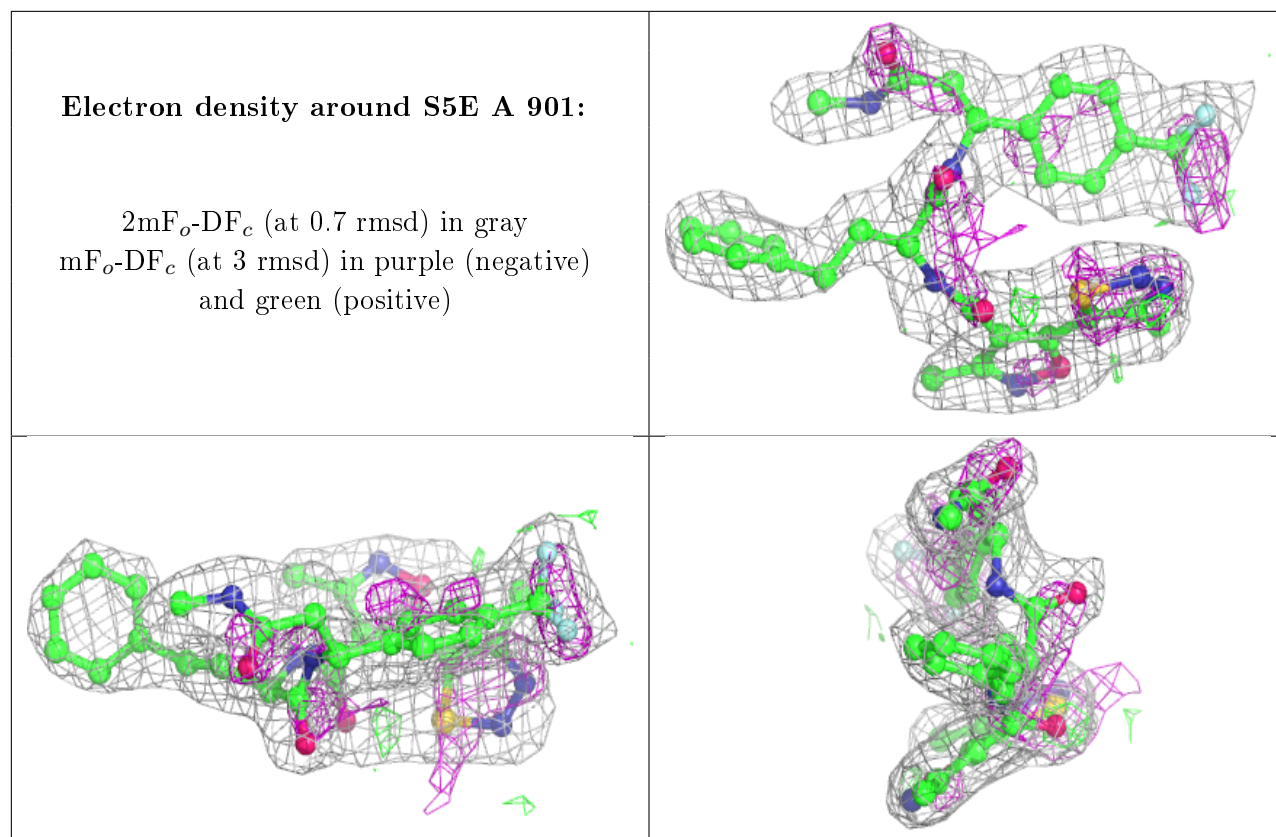 Electron density around S5E A 901:
2mFo-DFc (at 0.7 rmsd) in gray
mFo-DFc (at 3 rmsd) in purple (negative)
and green (positive)